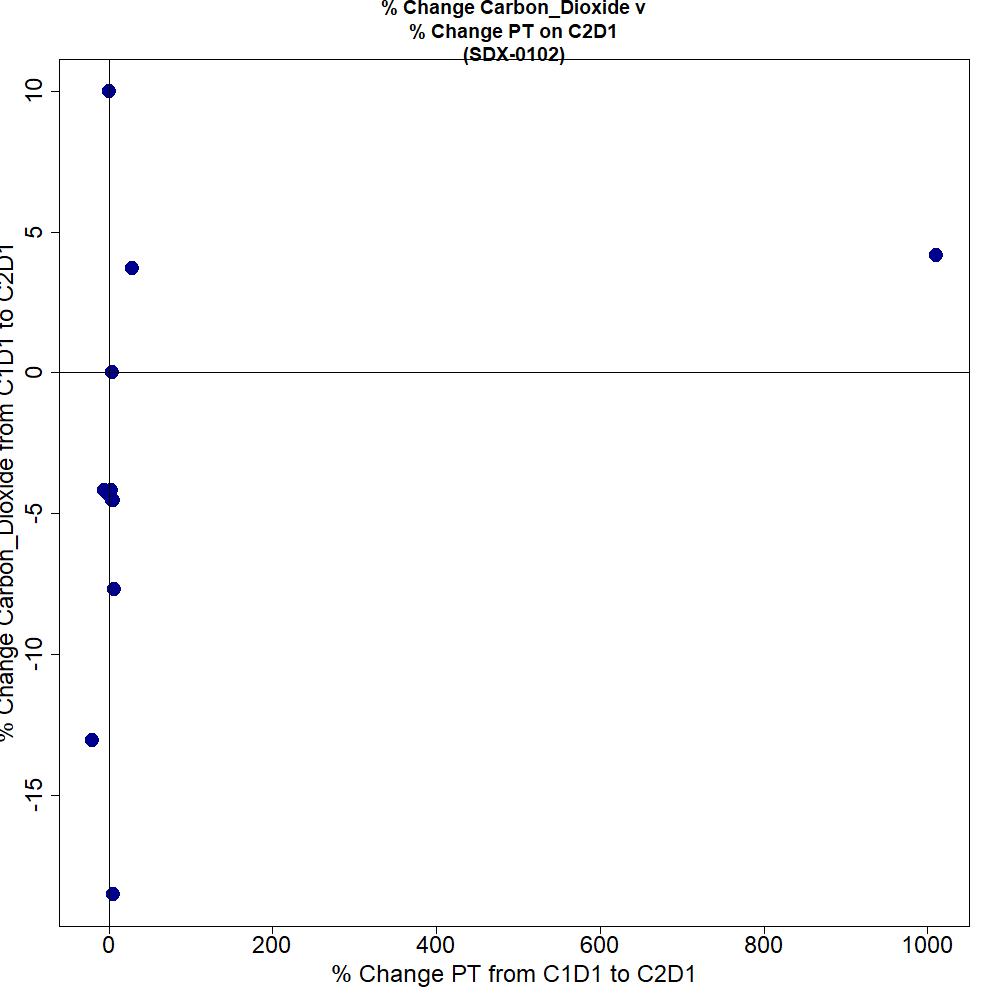 % Change Carbon_Dioxide v
% Change PT on C2D1
(SDX-0102)
% Change Carbon_Dioxide from C1D1 to C2D1
10
5
0
-5
-10
-15
0
200
400
600
800
1000
% Change PT from C1D1 to C2D1